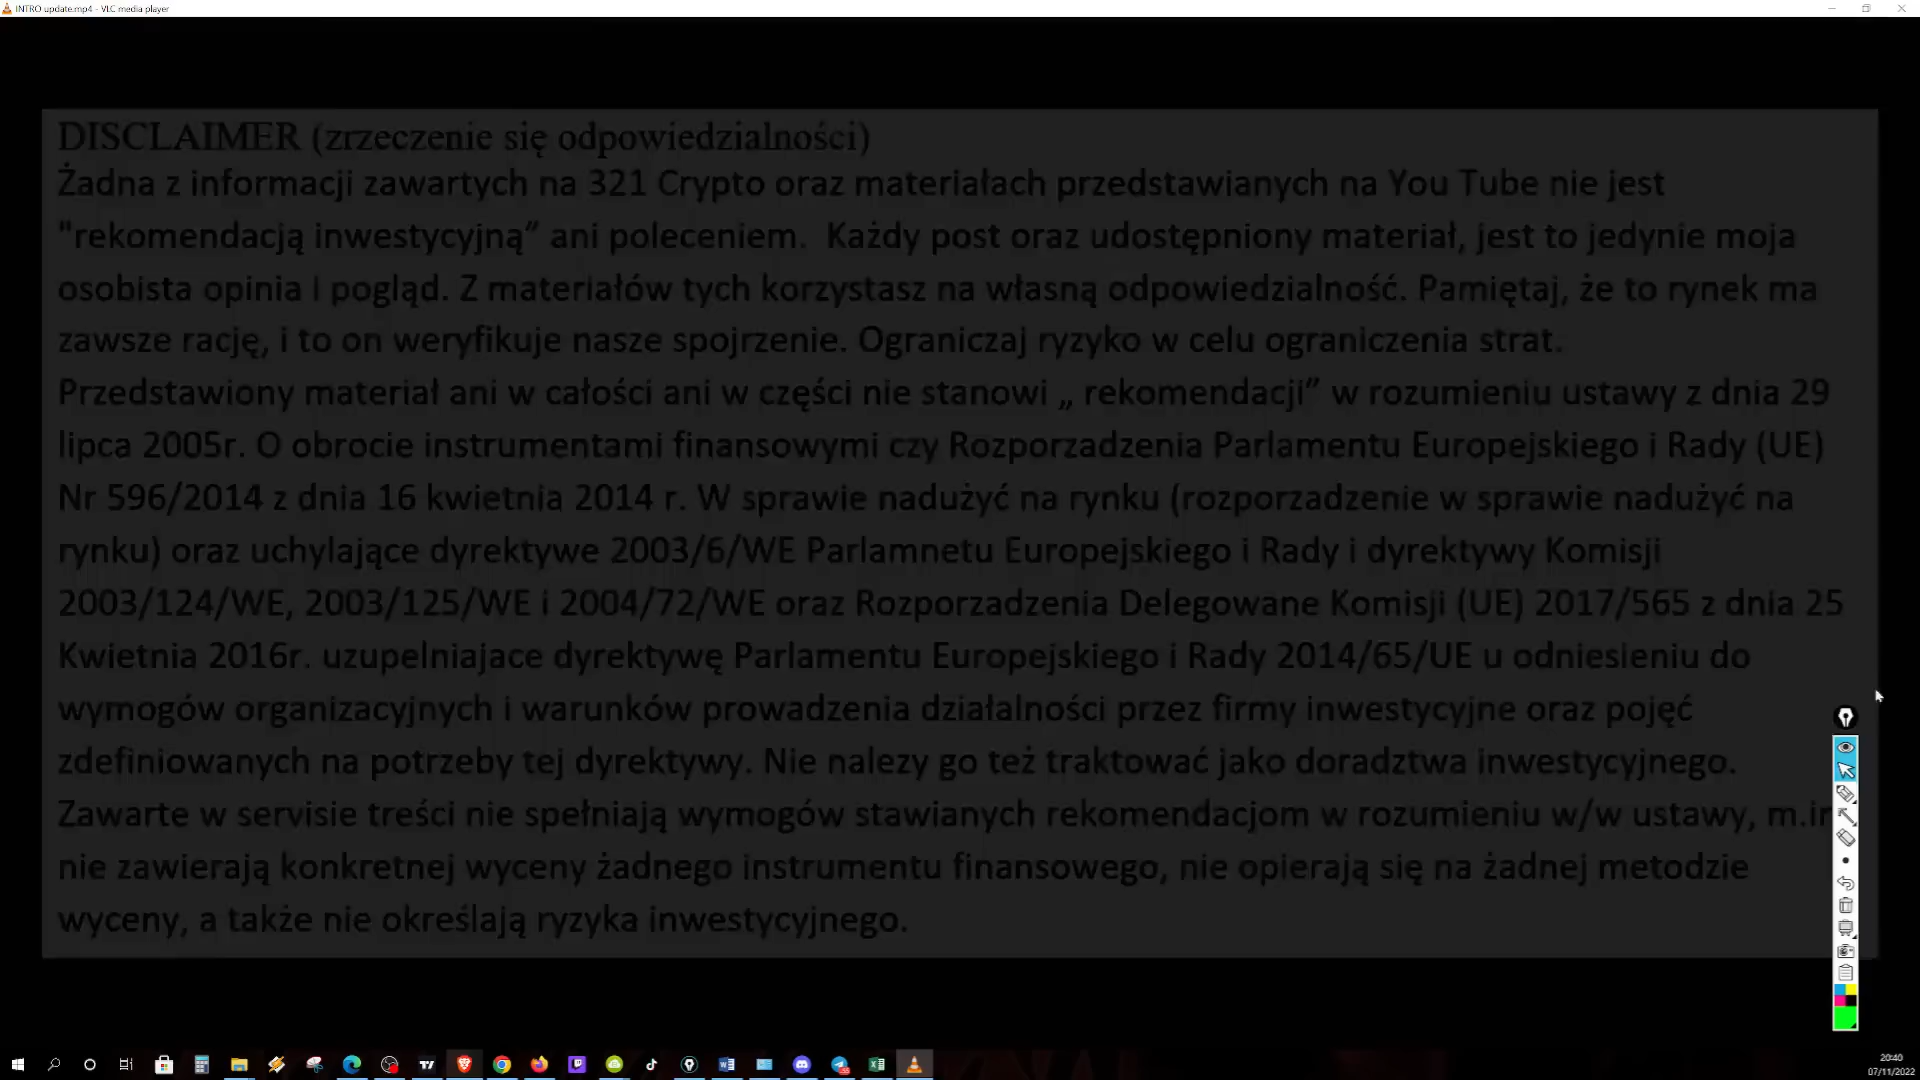 INTRO update.mp4 - VLC media player
DISCLAIMER (zrzeczenie się odpowiedzialności)
Żadna z informacji zawartych na 321 Crypto oraz materiałach przedstawianych na You Tube nie jest
"rekomendacją inwestycyjną” ani poleceniem.  Każdy post oraz udostępniony materiał, jest to jedynie moja
osobista opinia i pogląd. Z materiałów tych korzystasz na własną odpowiedzialność. Pamiętaj, że to rynek ma
zawsze rację, i to on weryfikuje nasze spojrzenie. Ograniczaj ryzyko w celu ograniczenia strat.
Przedstawiony materiał ani w całości ani w części nie stanowi „ rekomendacji” w rozumieniu ustawy z dnia 29
lipca 2005r. O obrocie instrumentami finansowymi czy Rozporzadzenia Parlamentu Europejskiego i Rady (UE)
Nr 596/2014 z dnia 16 kwietnia 2014 r. W sprawie nadużyć na rynku (rozporzadzenie w sprawie nadużyć na
rynku) oraz uchylające dyrektywe 2003/6/WE Parlamnetu Europejskiego i Rady i dyrektywy Komisji
2003/124/WE, 2003/125/WE i 2004/72/WE oraz Rozporzadzenia Delegowane Komisji (UE) 2017/565 z dnia 25
Kwietnia 2016r. uzupelniajace dyrektywę Parlamentu Europejskiego i Rady 2014/65/UE u odniesieniu do
wymogów organizacyjnych i warunków prowadzenia działalności przez firmy inwestycyjne oraz pojęć
zdefiniowanych na potrzeby tej dyrektywy. Nie nalezy go też traktować jako doradztwa inwestycyjnego.
Zawarte w servisie treści nie spełniają wymogów stawianych rekomendacjom w rozumieniu w/w ustawy,
nie zawierają konkretnej wyceny żadnego instrumentu finansowego, nie opierają się na żadnej metodzie
wyceny, a także nie określają ryzyka inwestycyjnego.
20:40
07/11/2022